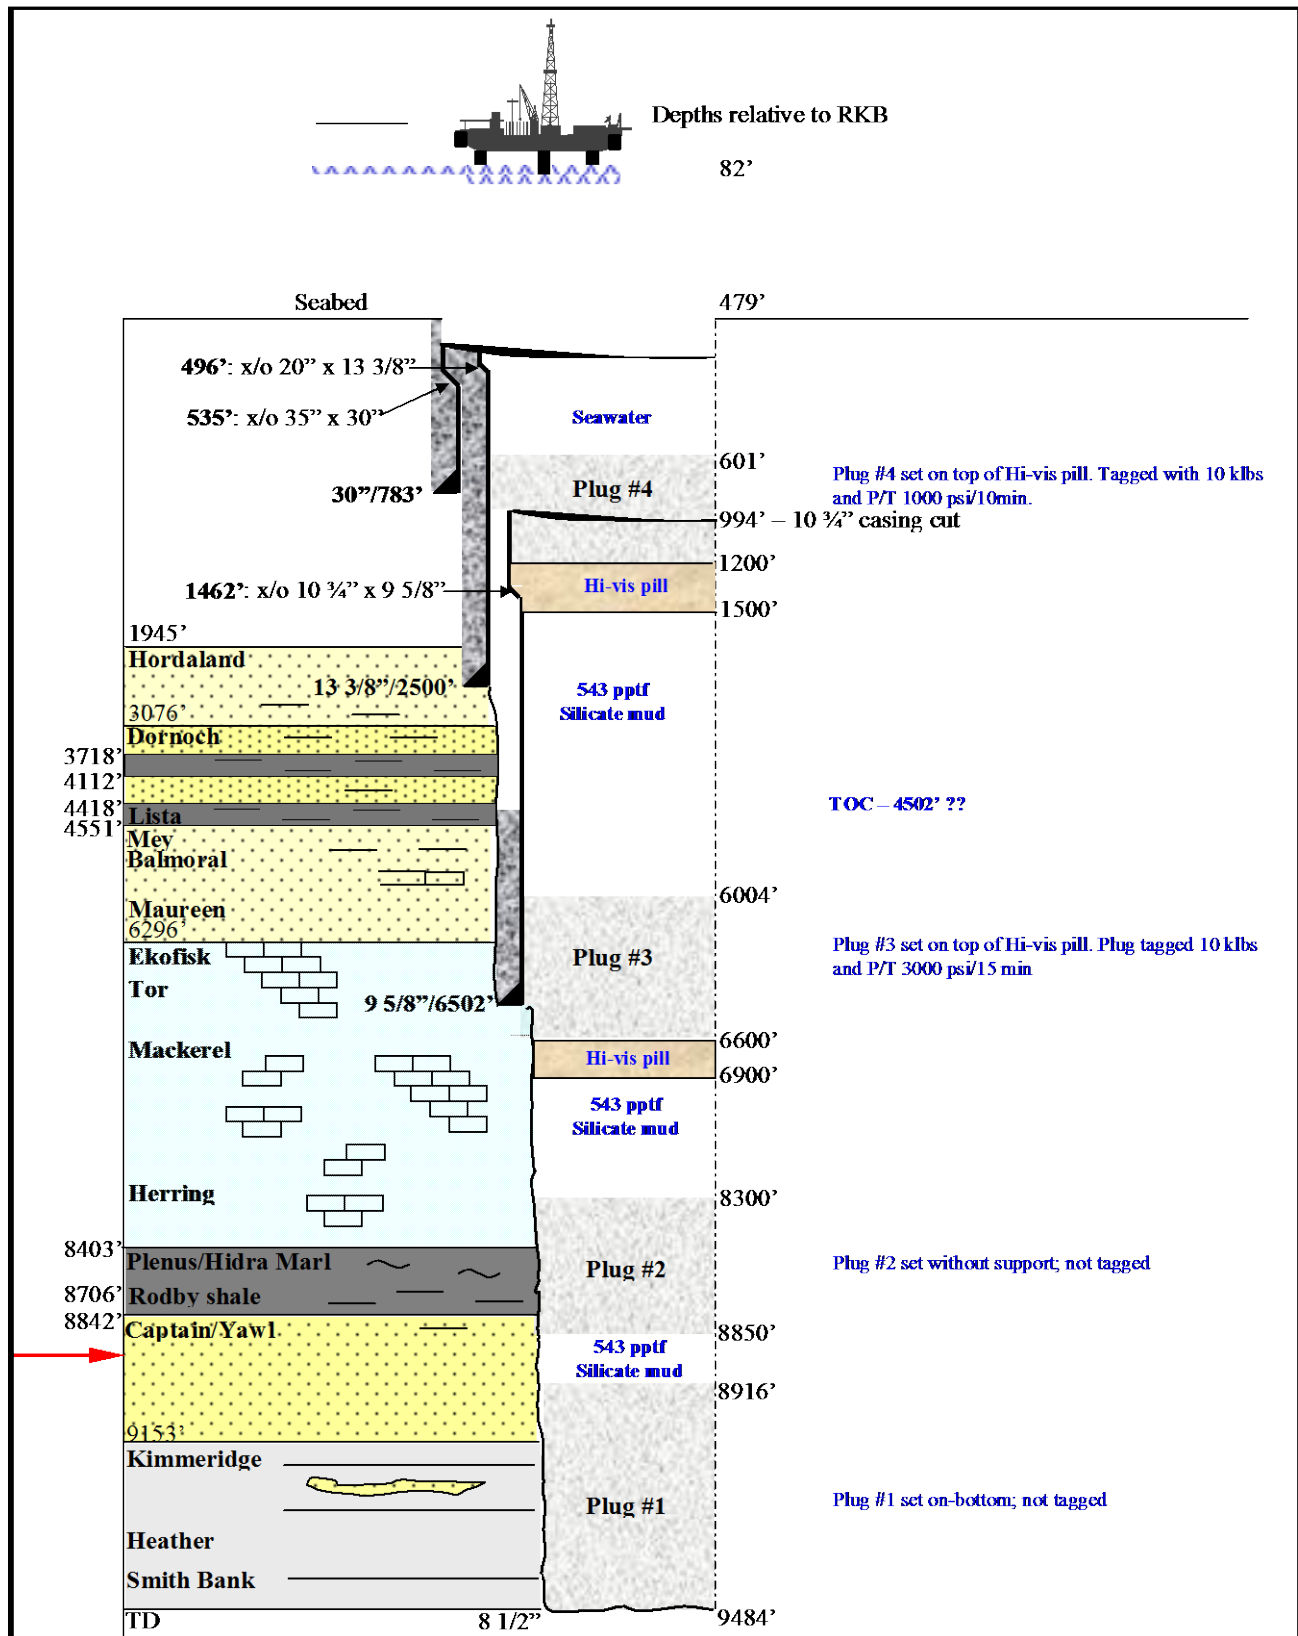 Depths relative to RKB
82’
Seabed
479’
496’: x/o 20” x 13 3/8”
535’: x/o 35” x 30”
Seawater
601’
Plug #4 set on top of Hi-vis pill. Tagged with 10 klbs
and P/T 1000 psi/10min.
30”/783’
Plug #4
994’ – 10 ¾” casing cut
1200’
1462’: x/o 10 ¾” x 9 5/8”
Hi-vis pill
1500’
1945’
Hordaland
13 3/8”/2500’
543 pptf
Silicate mud
3076’
Dornoch
3718’
4112’
4418’
TOC – 4502’ ??
Lista
4551’
Mey
Balmoral
6004’
Maureen
6296’
Ekofisk
Plug #3
Plug #3 set on top of Hi-vis pill. Plug tagged 10 klbs
and P/T 3000 psi/15 min
Tor
9 5/8”/6502’
6600’
Mackerel
Hi-vis pill
6900’
543 pptf
Silicate mud
Herring
8300’
8403’
Plenus/Hidra Marl
Plug #2
Plug #2 set without support; not tagged
8706’
Rodby shale
8842’
Captain/Yawl
8850’
543 pptf
Silicate mud
8916’
9153’
Kimmeridge
Plug #1
Plug #1 set on-bottom; not tagged
Heather
Smith Bank
TD
8 1/2”
9484’